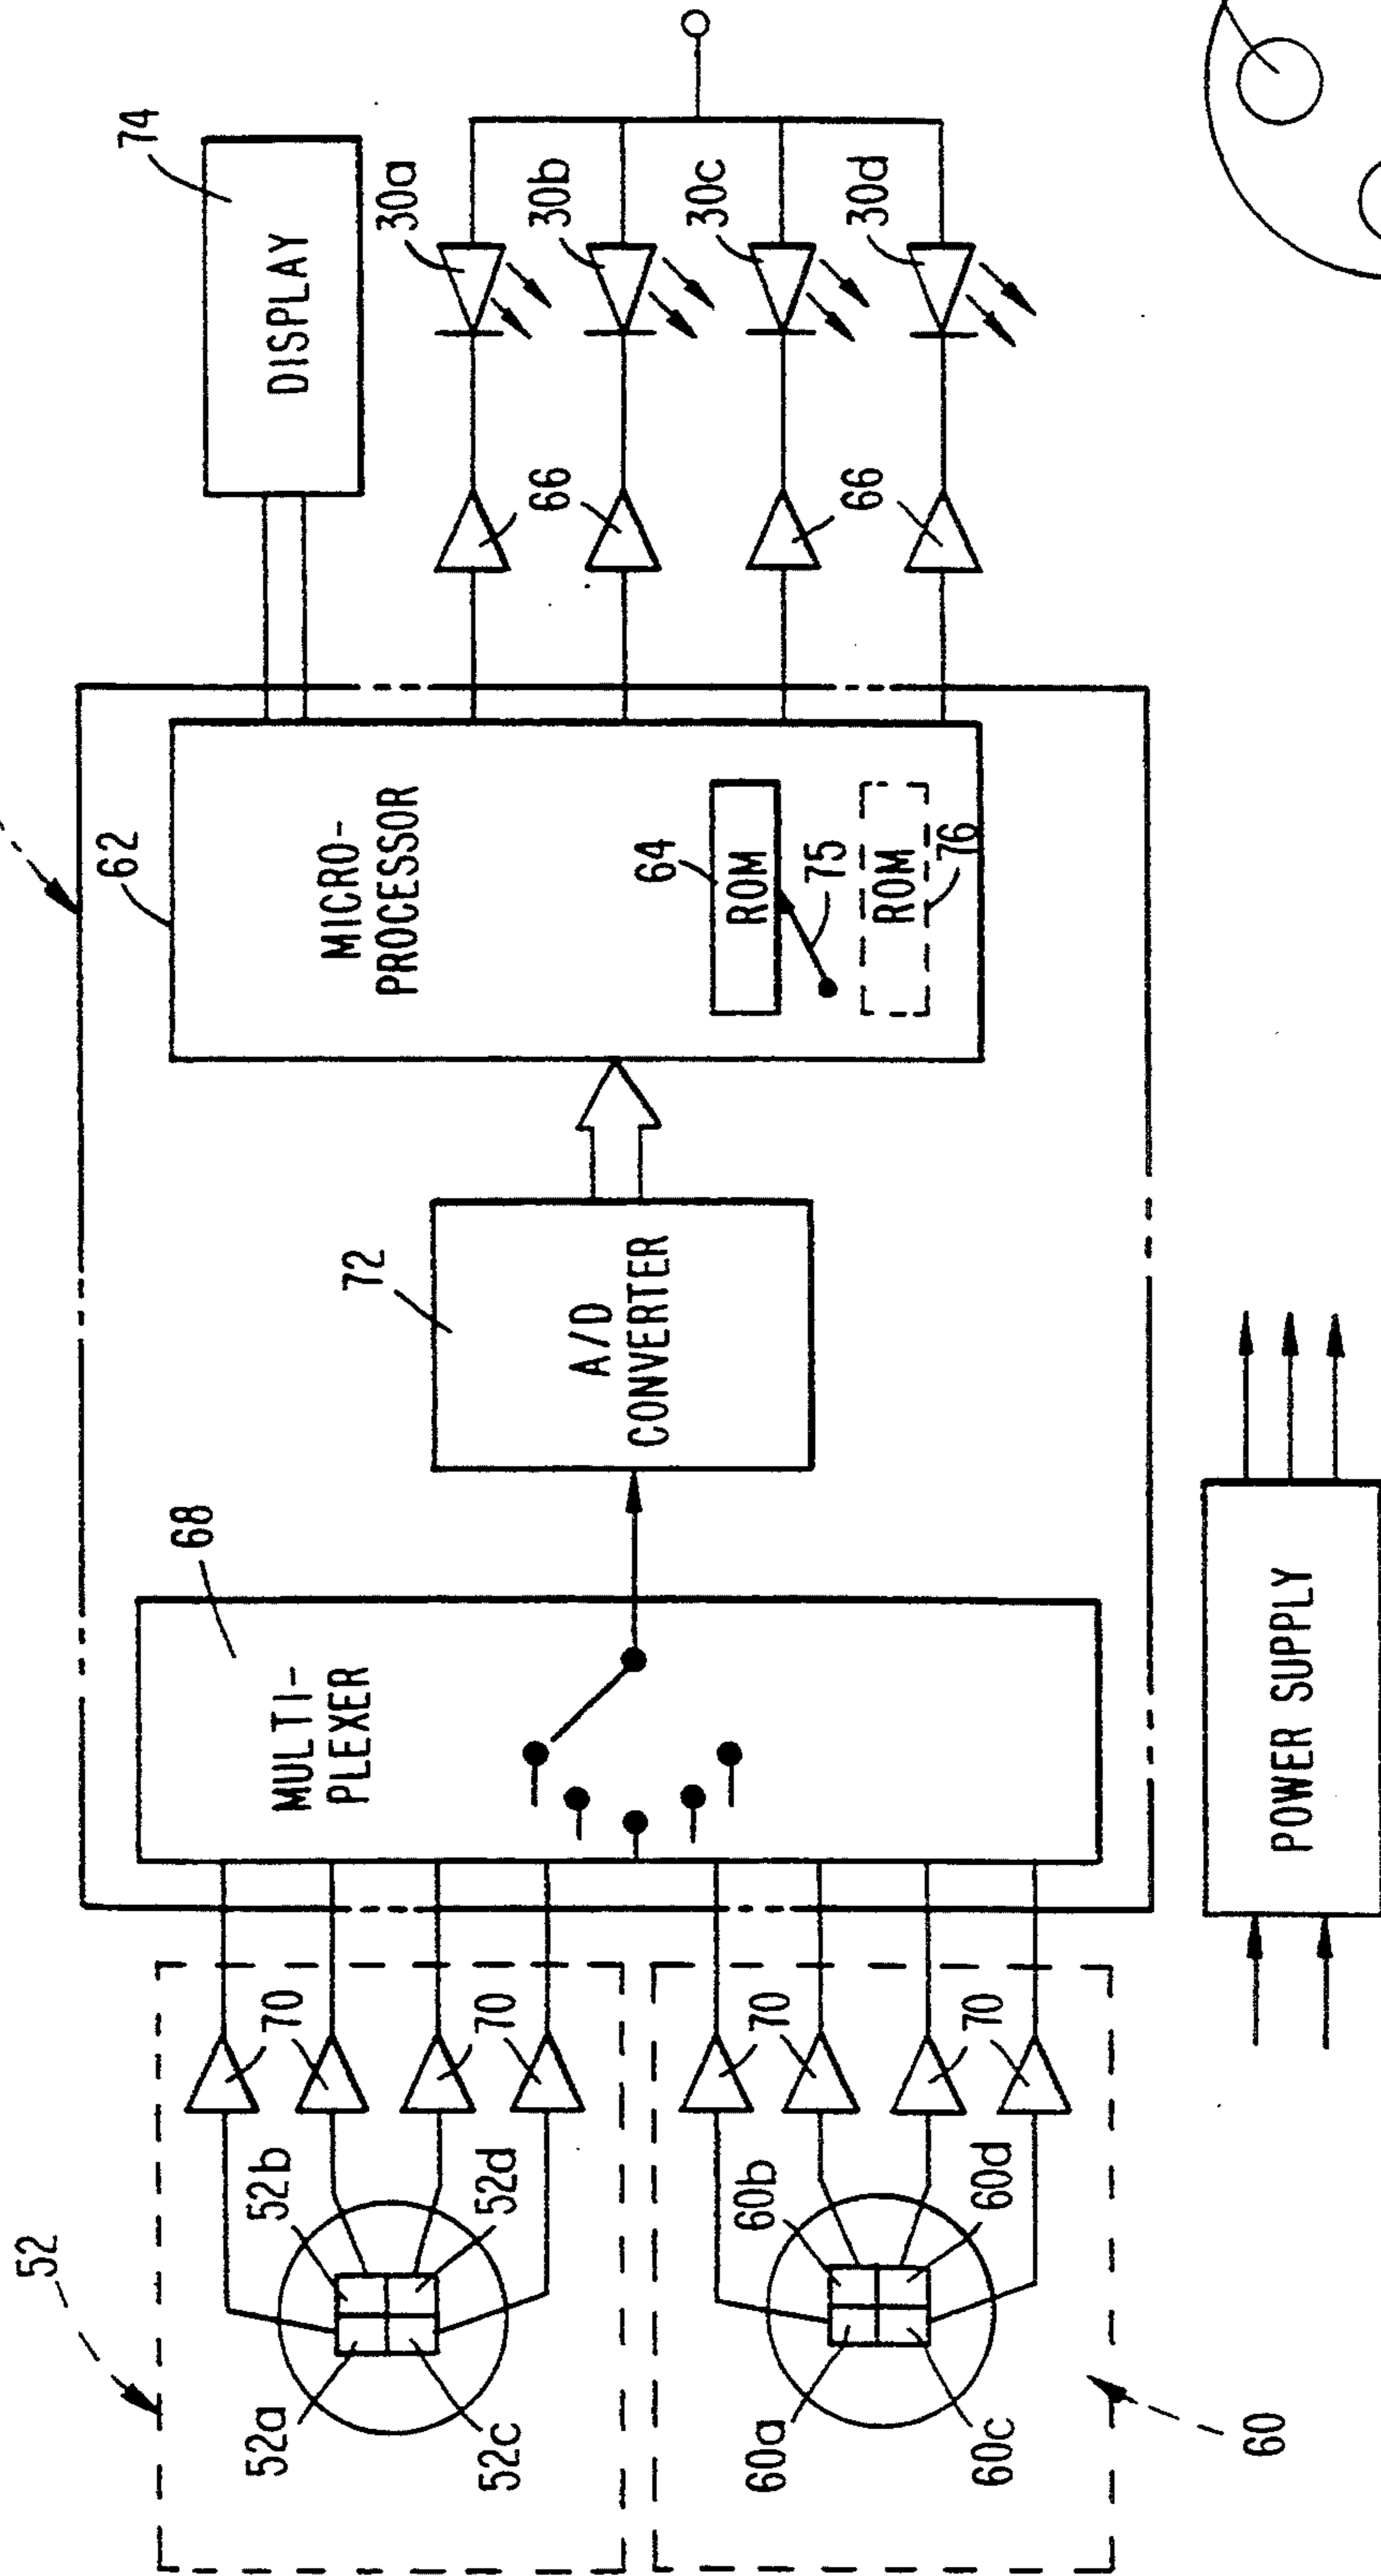 52
52a
52b
52c
52d
70
70
60a
60b
60c
60d
70
70
60
68
MULTI-
PLEXER
72
A/D
CONVERTER
62
MICRO-
PROCESSOR
64
ROM
75
ROM
76
74
DISPLAY
66
66
30a
30b
30c
30d
POWER SUPPLY